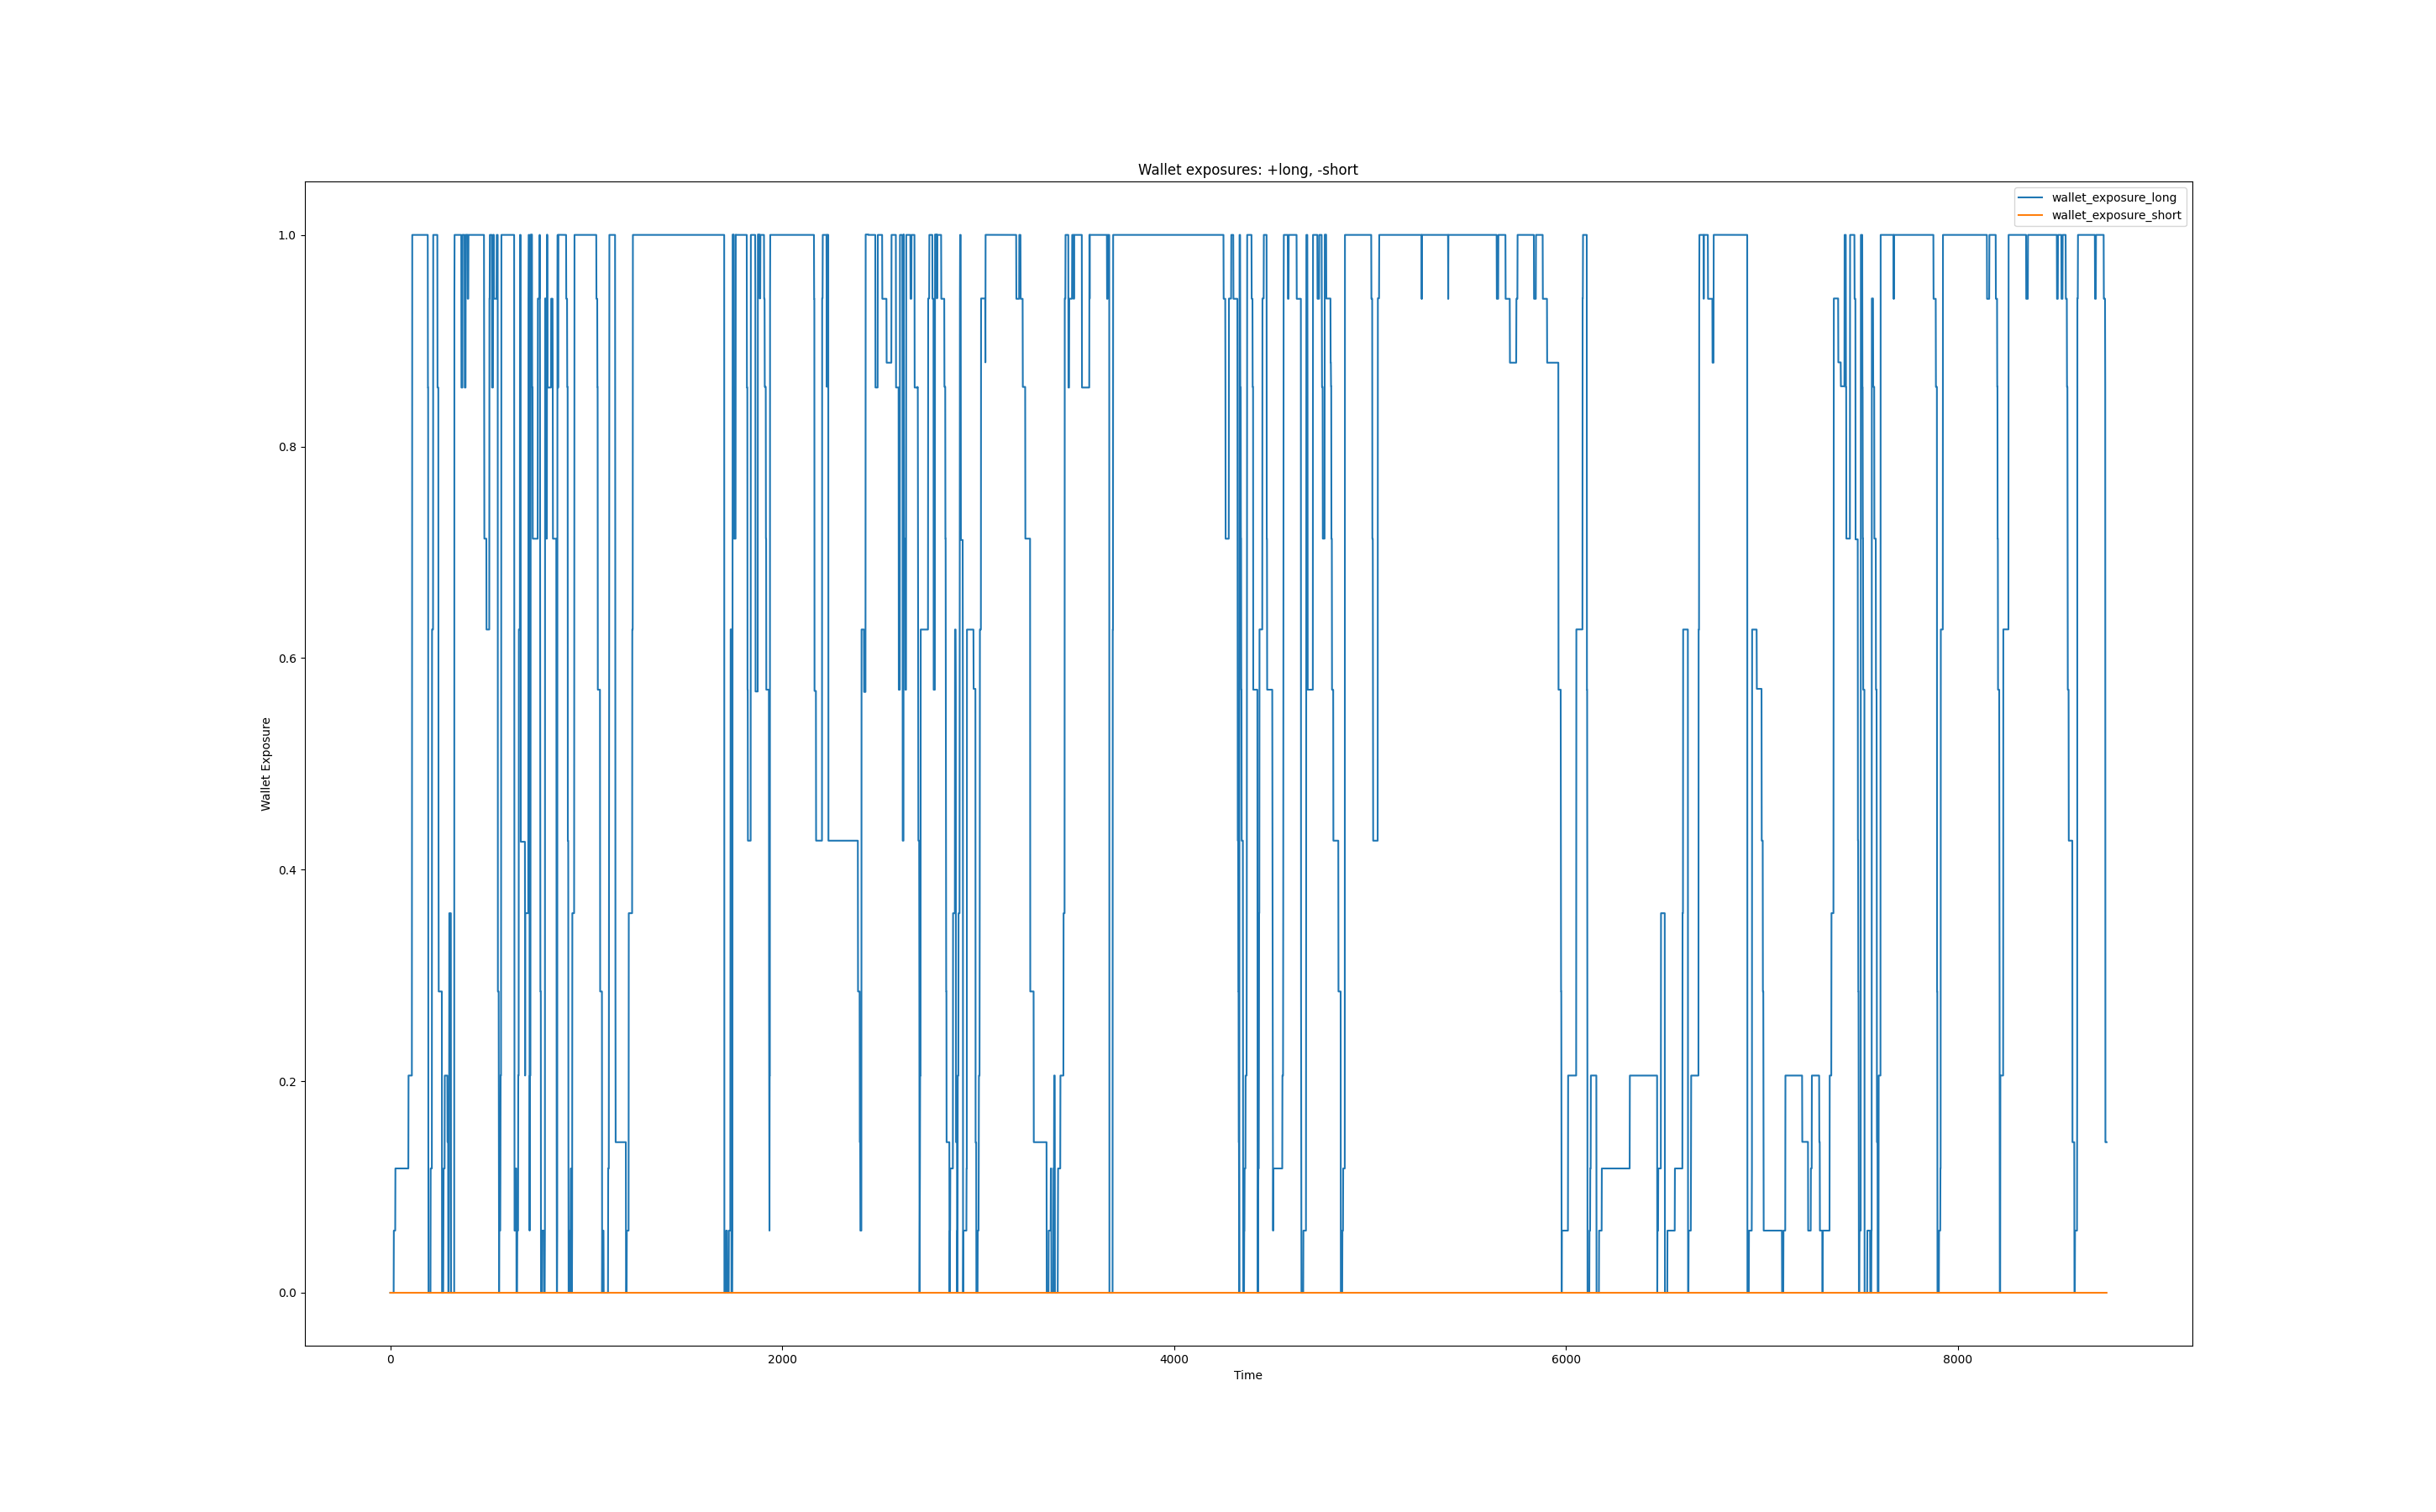 Wallet exposures: +long, -short
wallet_exposure_long
wallet_exposure_short
1.0
0.8
0.6
0.4
0.2
0.0
Wallet Exposure
0 2000 4000 6000 8000
Time